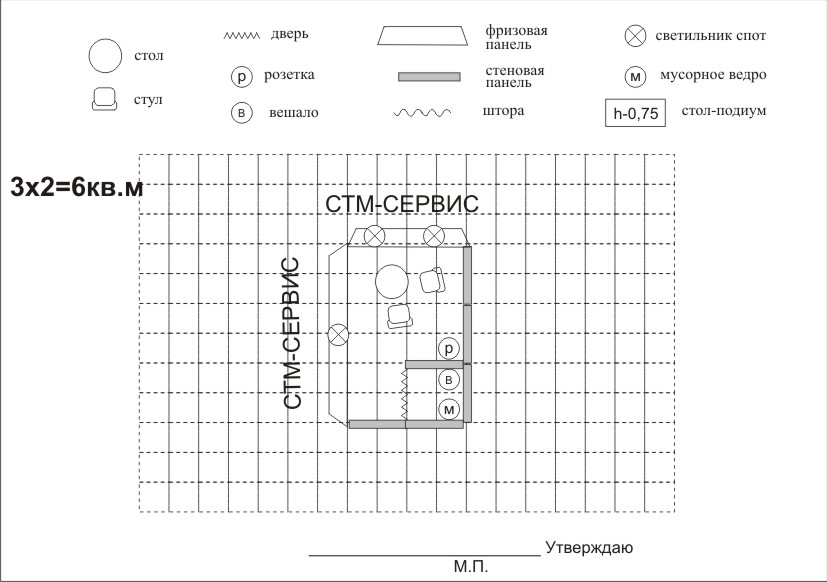 стол
стул
дверь
р розетка
в вешало
фризовая
панель
стеновая
панель
штора
светильник спот
м мусорное ведро
h-0,75 стол-подиум
3х2=6кв.м
СТМ-СЕРВИС
СТМ-СЕРВИС
р
в
м
Утверждаю
М.П.